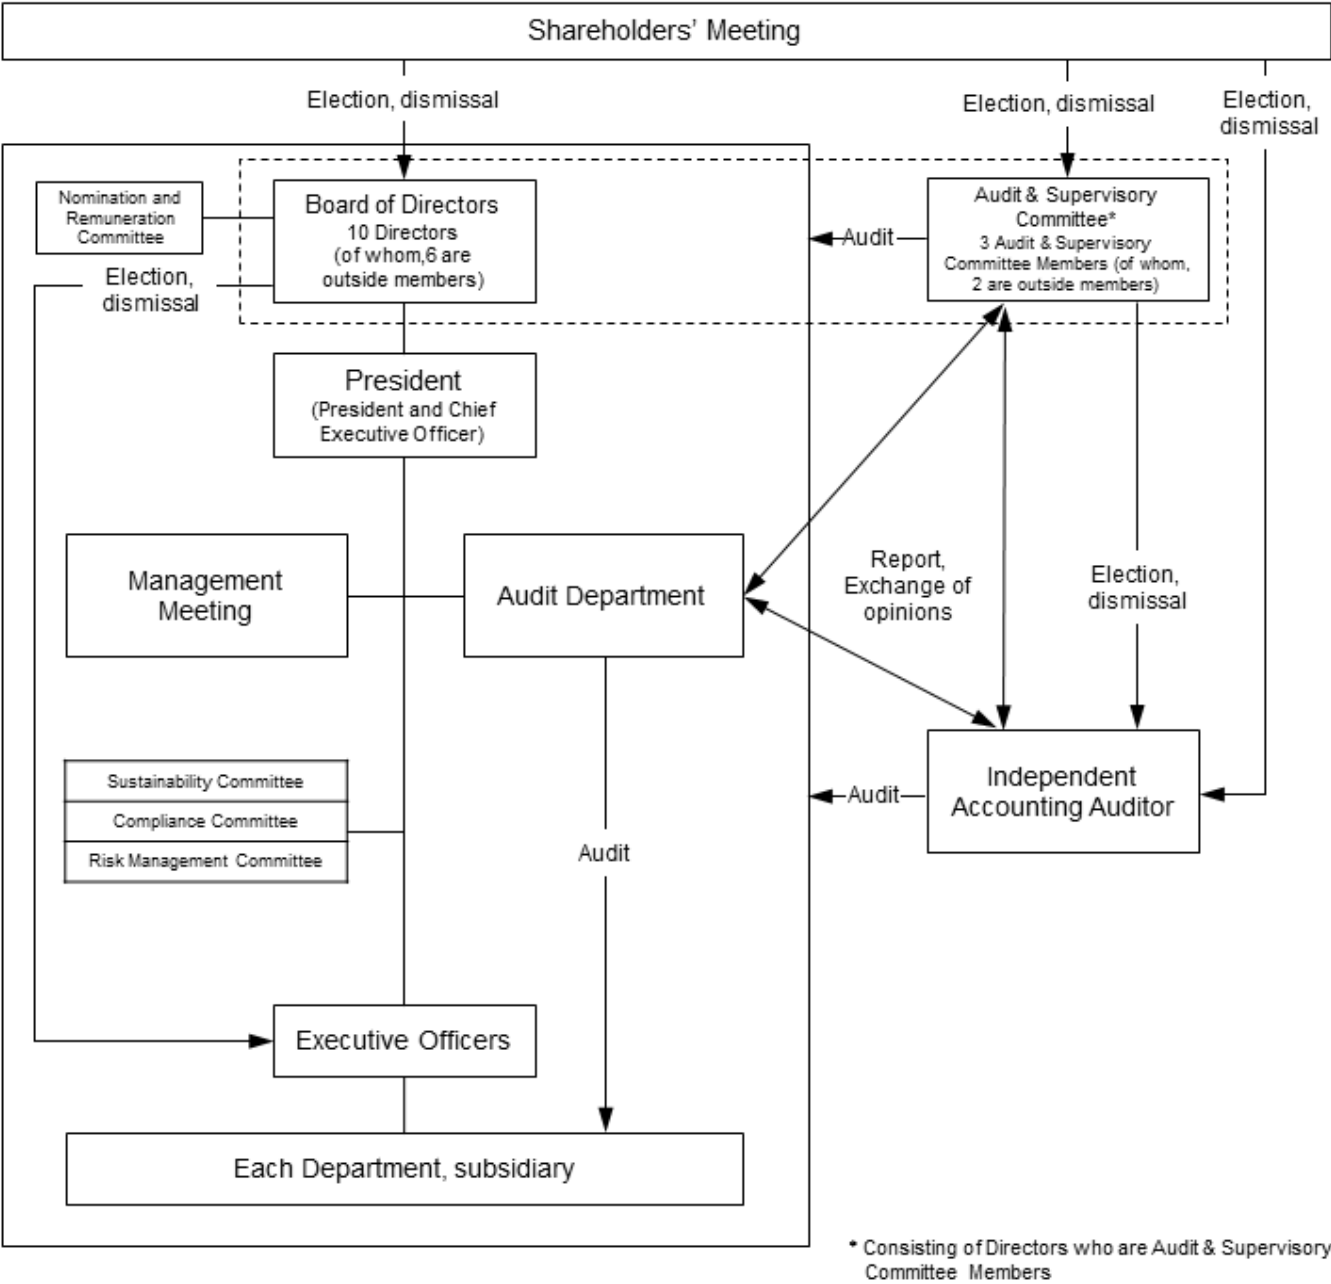 Shareholders’ Meeting
Election, dismissal
Election, dismissal
Election,
dismissal
Nomination and
Remuneration
Committee
Board of Directors
10 Directors
(of whom,6 are
outside members)
Audit
Audit & Supervisory
Committee*
3 Audit & Supervisory
Committee Members (of whom,
2 are outside members)
Election,
dismissal
President
(President and Chief
Executive Officer)
Management
Meeting
Audit Department
Report,
Exchange of
opinions
Election,
dismissal
Sustainability Committee
Compliance Committee
Risk Management Committee
Audit
Audit
Independent
Accounting Auditor
Executive Officers
Each Department, subsidiary
* Consisting of Directors who are Audit & Supervisory
Committee Members